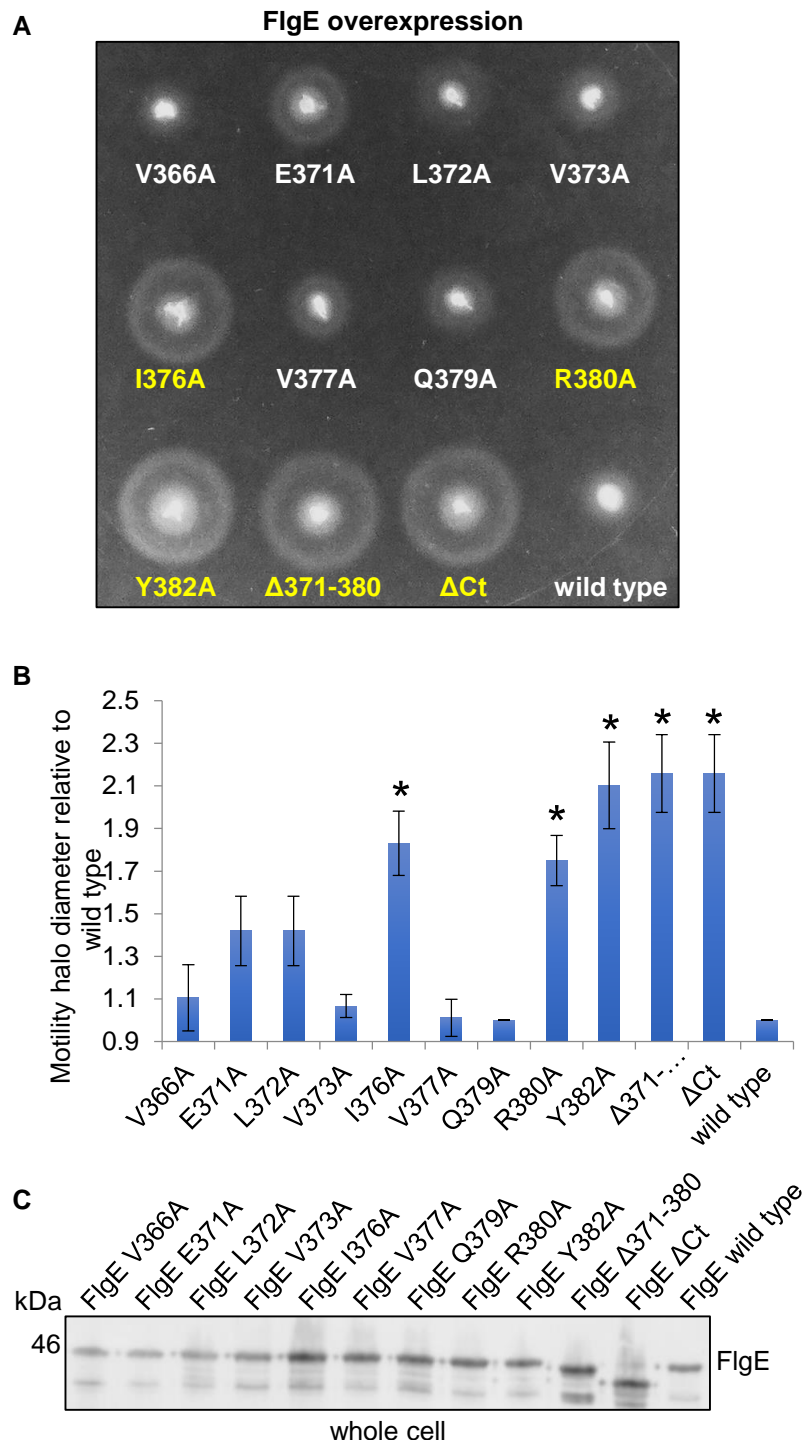 A
FlgE overexpression
V366A E371A L372A V373A
I376A V377A Q379A R380A
Y382A Δ371-380 ΔCt wild type
B
Motility halo diameter relative to
wild type
2.5
2.3
2.1
1.9
1.7
1.5
1.3
1.1
0.9
* * * * *
V366A E371A L372A V373A I376A V377A Q379A R380A Y382A Δ371-... ΔCt wild type
C
FlgE V366A
FlgE E371A
FlgE L372A
FlgE V373A
FlgE I376A
FlgE V377A
FlgE Q379A
FlgE R380A
FlgE Y382A
FlgE Δ371-380
FlgE ΔCt
FlgE wild type
kDa
46
FlgE
whole cell